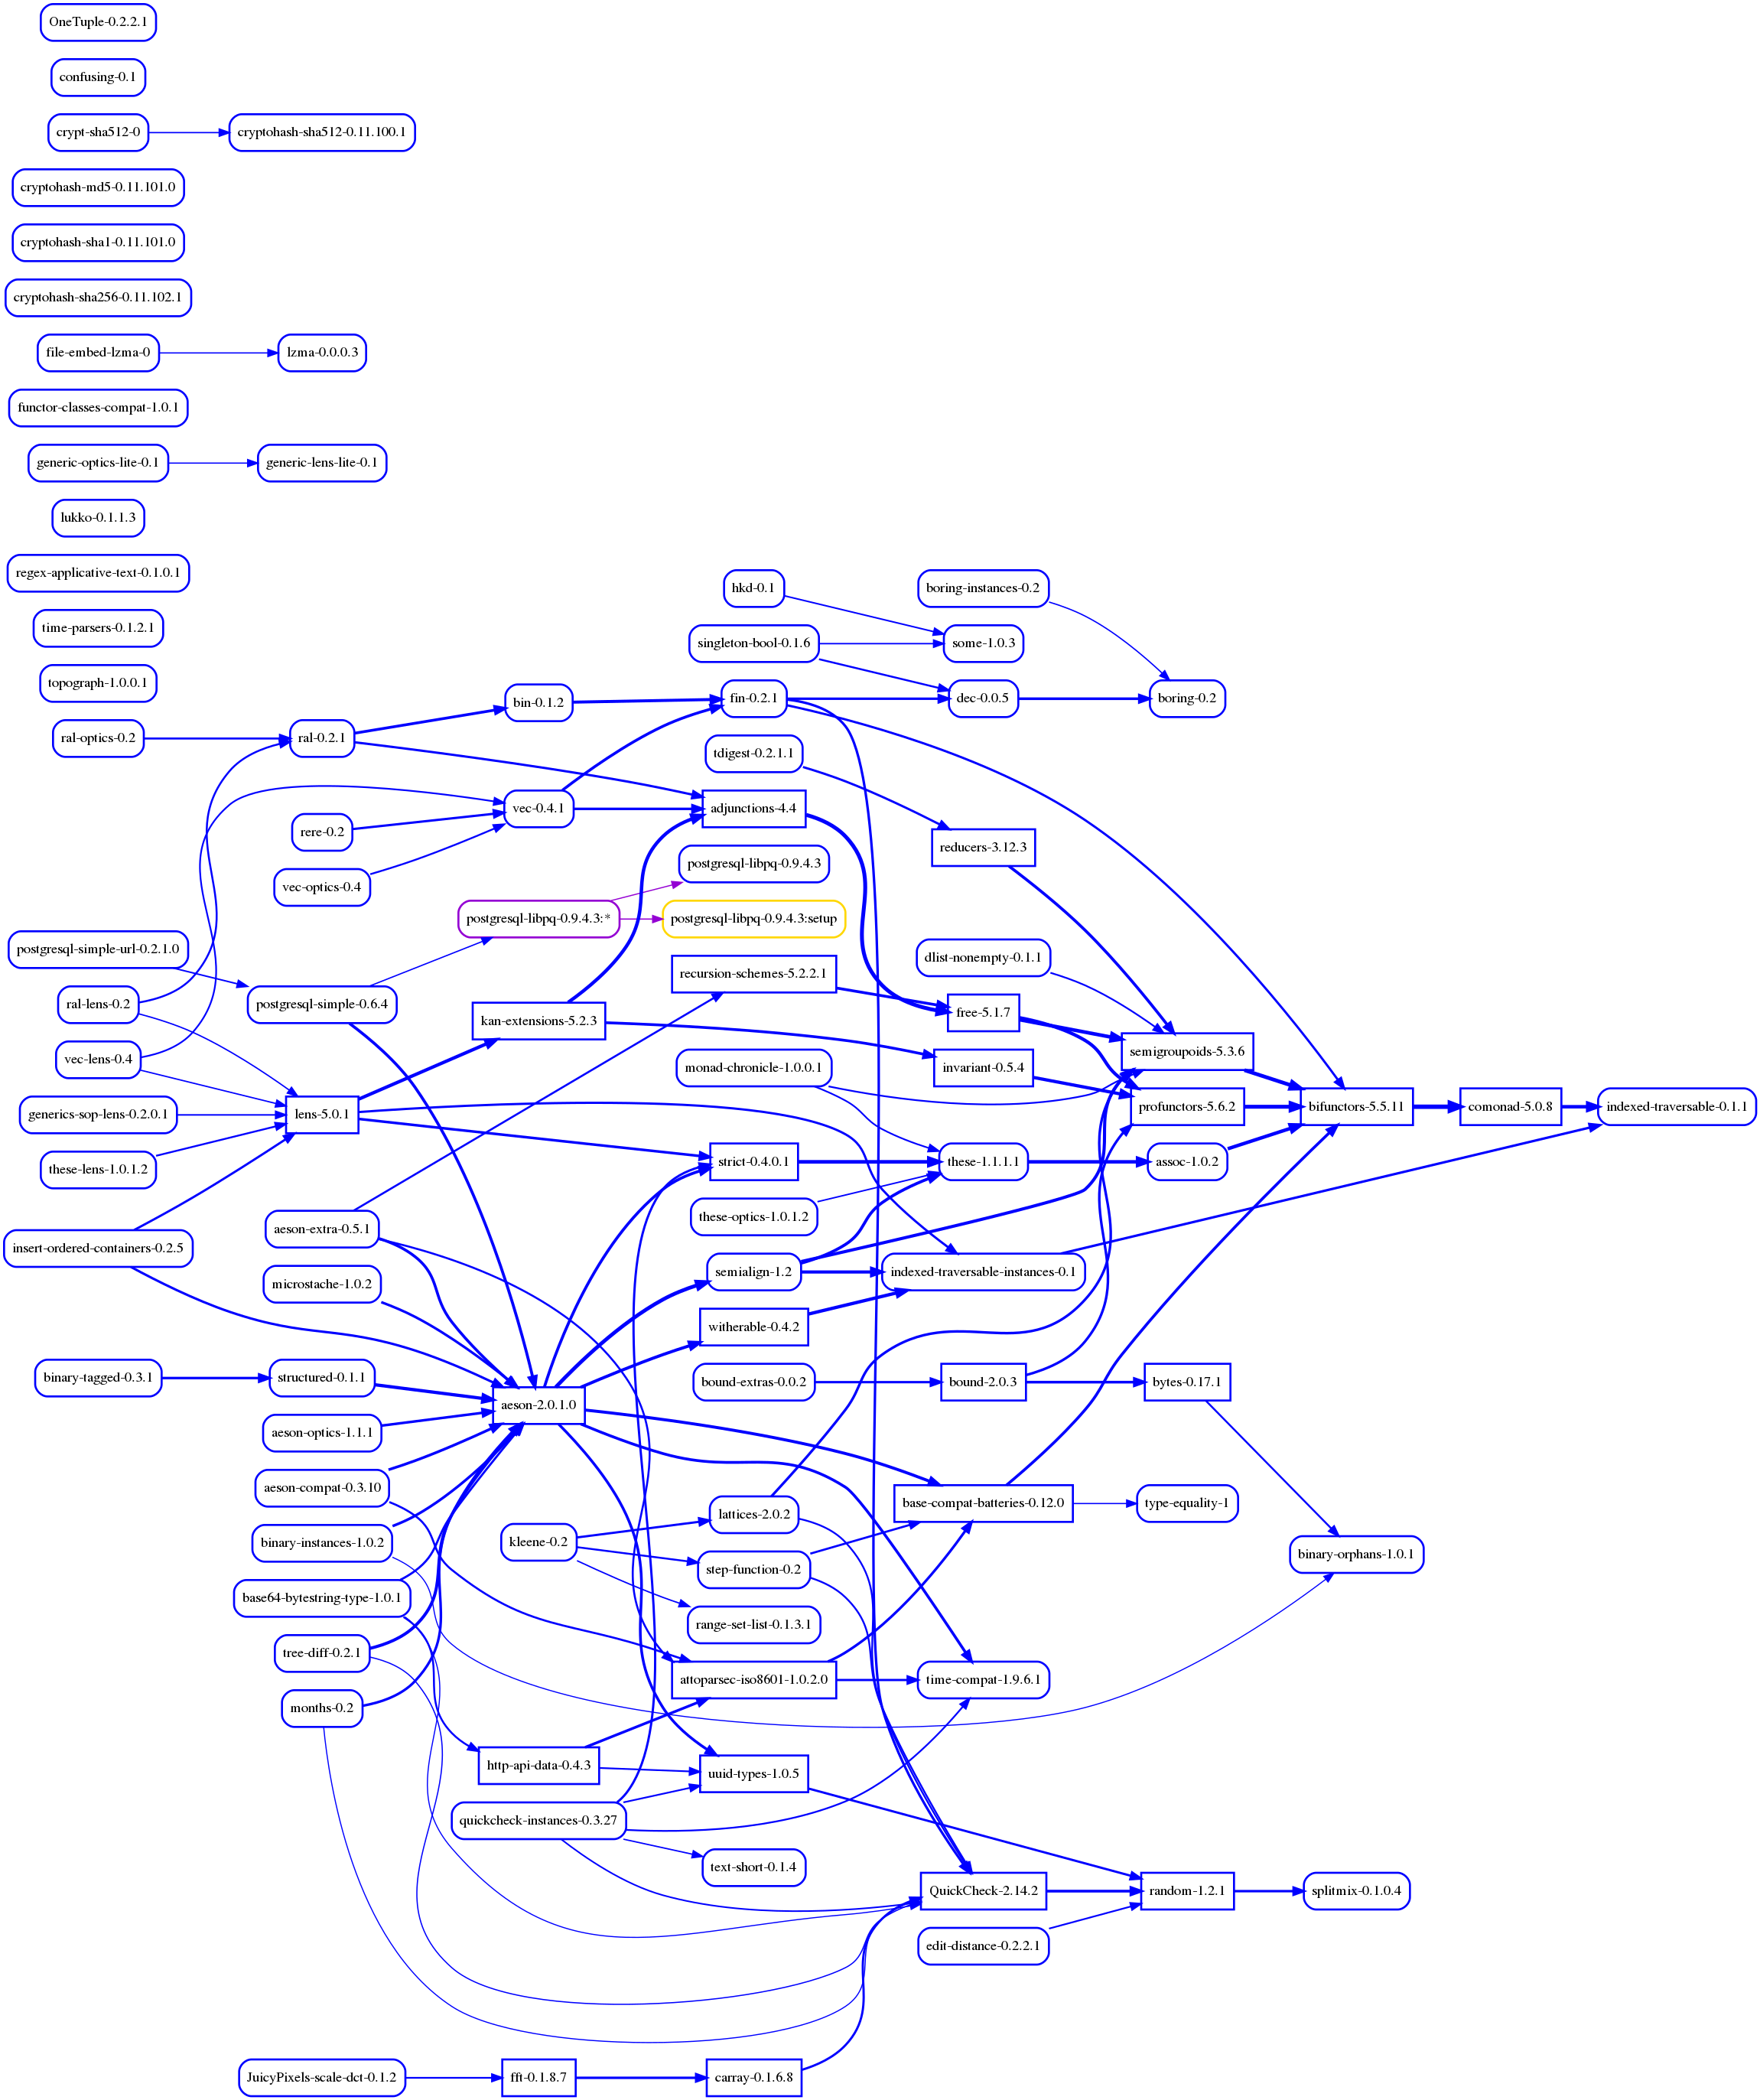 OneTuple-0.2.2.1
confusing-0.1
crypt-sha512-0
cryptohash-sha512-0.11.100.1
cryptohash-md5-0.11.101.0
cryptohash-sha1-0.11.101.0
cryptohash-sha256-0.11.102.1
file-embed-lzma-0
lzma-0.0.0.3
functor-classes-compat-1.0.1
generic-optics-lite-0.1
generic-lens-lite-0.1
lukko-0.1.1.3
regex-applicative-text-0.1.0.1
hkd-0.1
boring-instances-0.2
time-parsers-0.1.2.1
singleton-bool-0.1.6
some-1.0.3
topograph-1.0.0.1
bin-0.1.2
fin-0.2.1
dec-0.0.5
boring-0.2
ral-optics-0.2
ral-0.2.1
tdigest-0.2.1.1
vec-0.4.1
adjunctions-4.4
rere-0.2
reducers-3.12.3
vec-optics-0.4
postgresql-libpq-0.9.4.3
postgresql-libpq-0.9.4.3:*
postgresql-libpq-0.9.4.3:setup
postgresql-simple-url-0.2.1.0
dlist-nonempty-0.1.1
recursion-schemes-5.2.2.1
ral-lens-0.2
postgresql-simple-0.6.4
kan-extensions-5.2.3
free-5.1.7
vec-lens-0.4
monad-chronicle-1.0.0.1
invariant-0.5.4
semigroupoids-5.3.6
generics-sop-lens-0.2.0.1
lens-5.0.1
profunctors-5.6.2
bifunctors-5.5.11
comonad-5.0.8
indexed-traversable-0.1.1
these-lens-1.0.1.2
strict-0.4.0.1
these-1.1.1.1
assoc-1.0.2
aeson-extra-0.5.1
these-optics-1.0.1.2
insert-ordered-containers-0.2.5
microstache-1.0.2
semialign-1.2
indexed-traversable-instances-0.1
witherable-0.4.2
binary-tagged-0.3.1
structured-0.1.1
aeson-2.0.1.0
bound-extras-0.0.2
bound-2.0.3
bytes-0.17.1
aeson-optics-1.1.1
aeson-compat-0.3.10
lattices-2.0.2
base-compat-batteries-0.12.0
type-equality-1
binary-instances-1.0.2
kleene-0.2
step-function-0.2
binary-orphans-1.0.1
base64-bytestring-type-1.0.1
range-set-list-0.1.3.1
tree-diff-0.2.1
attoparsec-iso8601-1.0.2.0
time-compat-1.9.6.1
months-0.2
http-api-data-0.4.3
uuid-types-1.0.5
quickcheck-instances-0.3.27
text-short-0.1.4
QuickCheck-2.14.2
random-1.2.1
splitmix-0.1.0.4
edit-distance-0.2.2.1
JuicyPixels-scale-dct-0.1.2
fft-0.1.8.7
carray-0.1.6.8